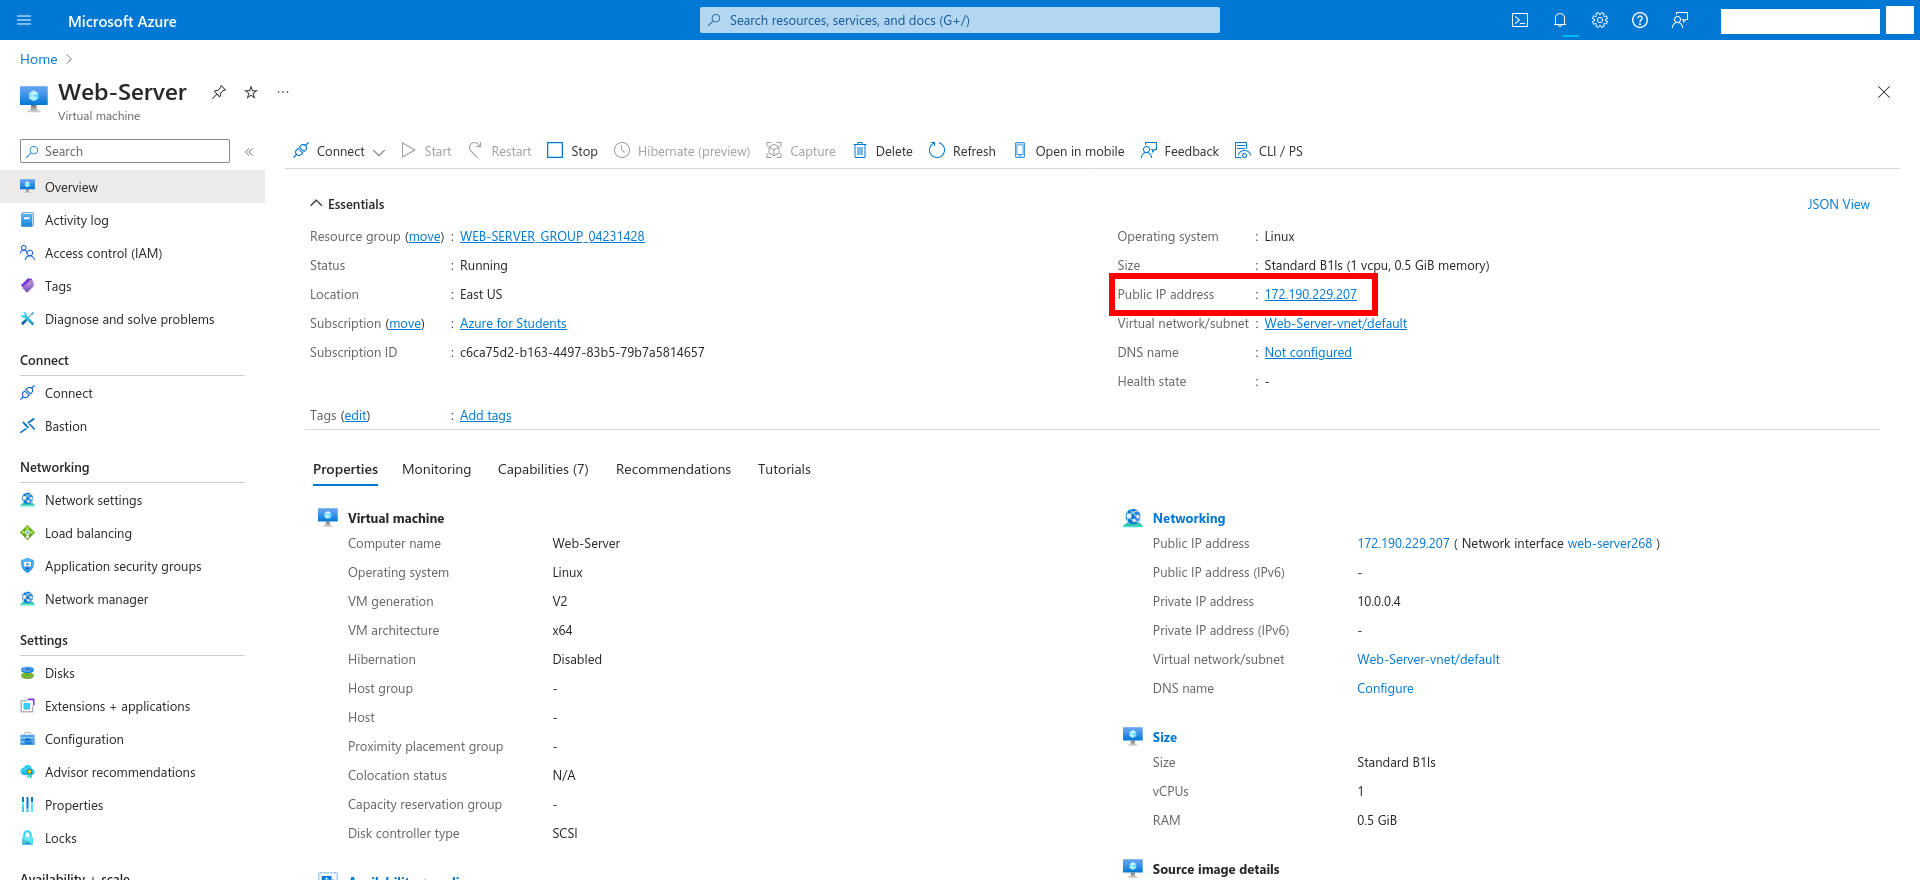 Microsoft Azure
Search resources, services, and docs (G+/)
Home
Web-Server
Virtual machine
Search
Overview
Activity log
Access control (IAM)
Tags
Diagnose and solve problems
Connect
Connect
Bastion
Networking
Network settings
Load balancing
Application security groups
Network manager
Settings
Disks
Extensions + applications
Configuration
Advisor recommendations
Properties
Locks
Availability + scale
Connect Start Restart Stop Hibernate (preview) Capture Delete Refresh Open in mobile Feedback CLI / PS
Essentials
JSON View
Resource group (move) : WEB-SERVER_GROUP_04231428
Status : Running
Location : East US
Subscription (move) : Azure for Students
Subscription ID : c6ca75d2-b163-4497-83b5-79b7a5814657
Operating system : Linux
Size : Standard B1ls (1 vcpu, 0.5 GiB memory)
Public IP address : 172.190.229.207
Virtual network/subnet : Web-Server-vnet/default
DNS name : Not configured
Health state : -
Tags (edit) : Add tags
Properties Monitoring Capabilities (7) Recommendations Tutorials
Virtual machine
Computer name Web-Server
Operating system Linux
VM generation V2
VM architecture x64
Hibernation Disabled
Host group -
Host -
Proximity placement group -
Colocation status N/A
Capacity reservation group -
Disk controller type SCSI
Networking
Public IP address 172.190.229.207 ( Network interface web-server268 )
Public IP address (IPv6) -
Private IP address 10.0.0.4
Private IP address (IPv6) -
Virtual network/subnet Web-Server-vnet/default
DNS name Configure
Size
Size Standard B1ls
vCPUs 1
RAM 0.5 GiB
Source image details